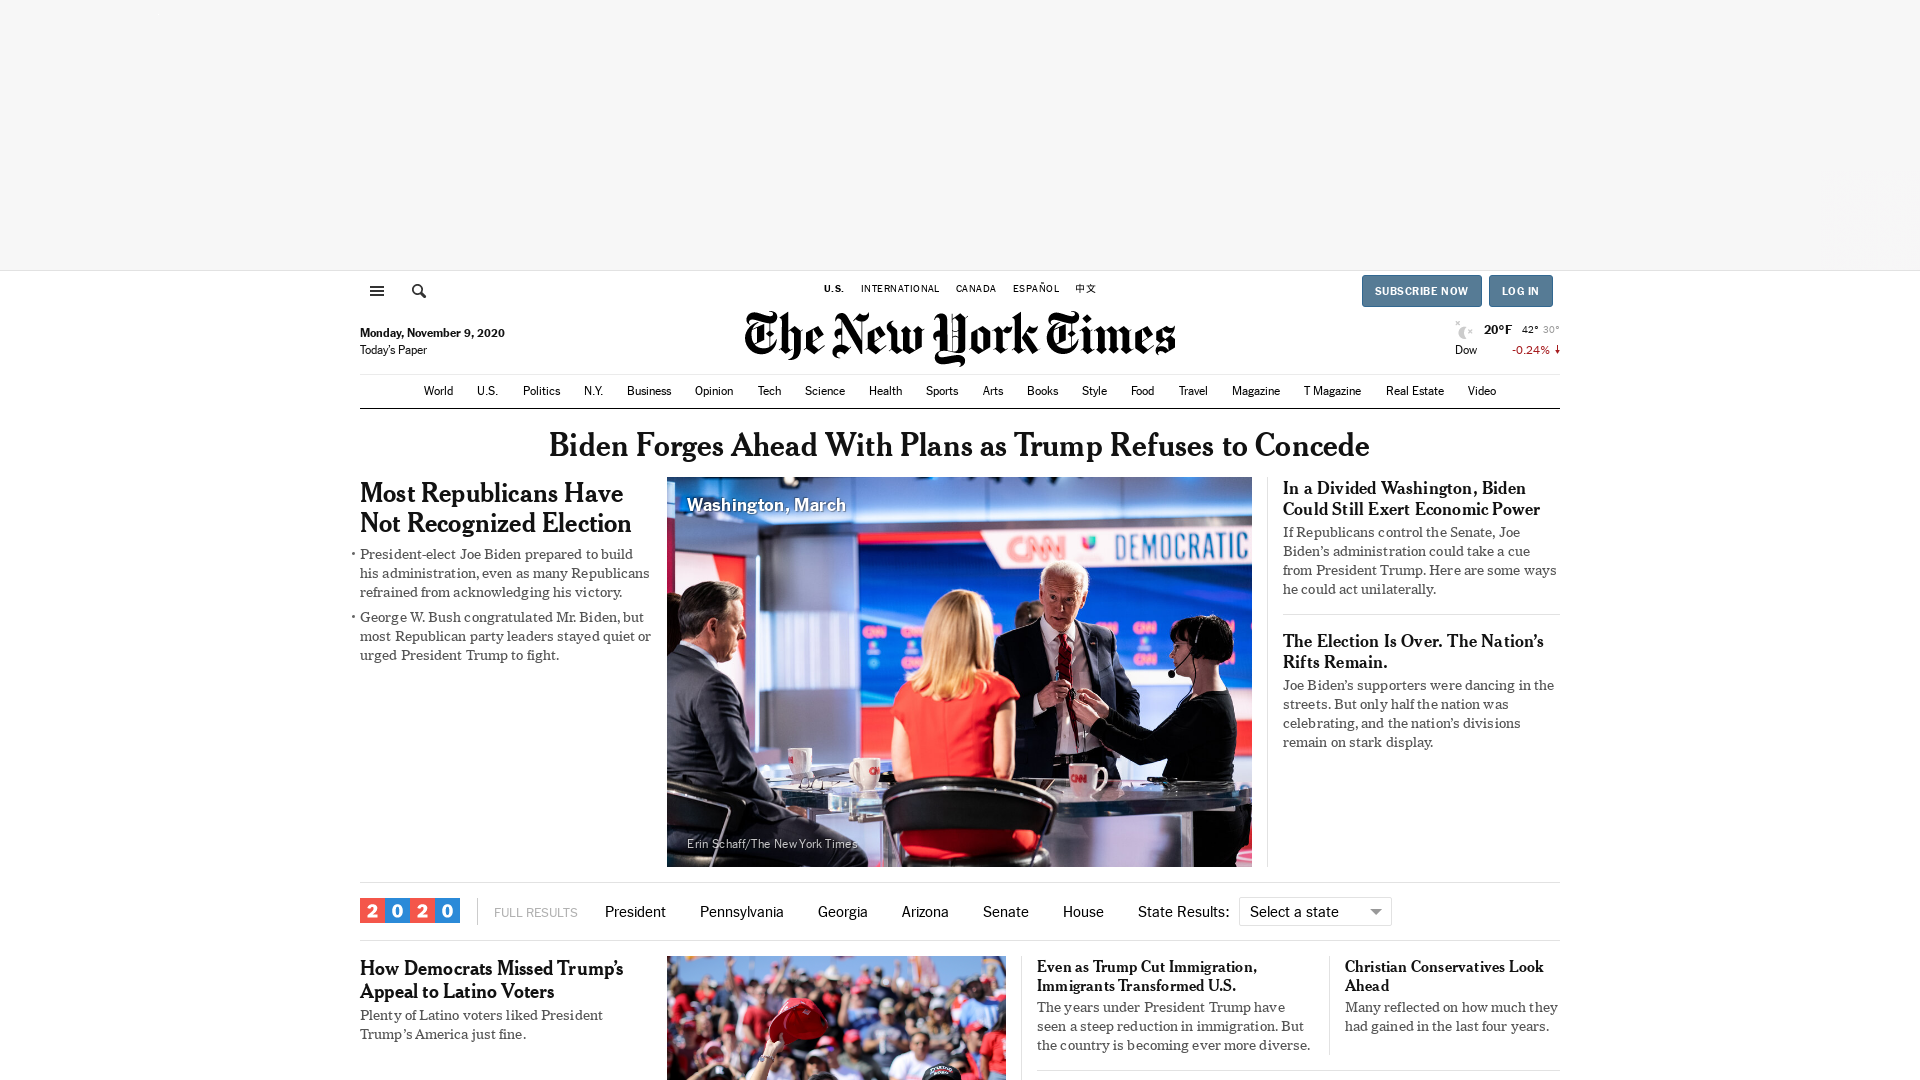 U.S. INTERNATIONAL CANADA ESPAÑOL 中文
SUBSCRIBE NOW LOG IN
Monday, November 9, 2020
Today's Paper
The New York Times
20°F 42° 30°
Dow -0.24%
World U.S. Politics N.Y. Business Opinion Tech Science Health Sports Arts Books Style Food Travel Magazine T Magazine Real Estate Video
Biden Forges Ahead With Plans as Trump Refuses to Concede
Most Republicans Have
Not Recognized Election
President-elect Joe Biden prepared to build
his administration, even as many Republicans
refrained from acknowledging his victory.
George W. Bush congratulated Mr. Biden, but
most Republican party leaders stayed quiet or
urged President Trump to fight.
Washington, March
CNN DEMOCRATIC
CNN
CNN
CNN
CNN
CNN
CNN
Erin Schaff/The New York Times
In a Divided Washington, Biden
Could Still Exert Economic Power
If Republicans control the Senate, Joe
Biden's administration could take a cue
from President Trump. Here are some ways
he could act unilaterally.
The Election Is Over. The Nation's
Rifts Remain.
Joe Biden's supporters were dancing in the
streets. But only half the nation was
celebrating, and the nation's divisions
remain on stark display.
2020 FULL RESULTS President Pennsylvania Georgia Arizona Senate House State Results: Select a state
How Democrats Missed Trump's
Appeal to Latino Voters
Plenty of Latino voters liked President
Trump's America just fine.
Even as Trump Cut Immigration,
Immigrants Transformed U.S.
The years under President Trump have
seen a steep reduction in immigration. But
the country is becoming ever more diverse.
Christian Conservatives Look
Ahead
Many reflected on how much they
had gained in the last four years.